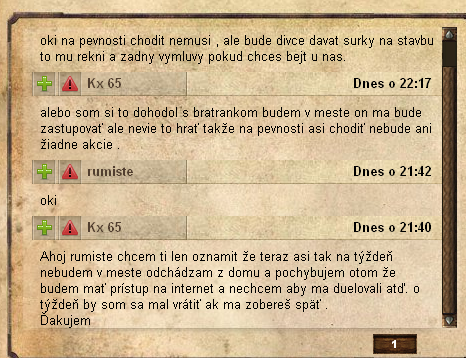 oki na pevnosti chodit nemusi , ale bude divce davat surky na stavbu
to mu rekni a zadny vymluvy pokud chces bejt u nas.
Kx 65 Dnes o 22:17
alebo som si to dohodol s bratrankom budem v meste on ma bude
zastupovať ale nevie to hrať takže na pevnosti asi chodiť nebude ani
žiadne akcie .
rumiste Dnes o 21:42
oki
Kx 65 Dnes o 21:40
Ahoj rumiste chcem ti len oznamit že teraz asi tak na týždeň
nebudem v meste odchádzam z domu a pochybujem otom že
budem mať prístup na internet a nechcem aby ma duelovali atď. o
týždeň by som sa mal vrátiť ak ma zobereš späť .
Ďakujem
1